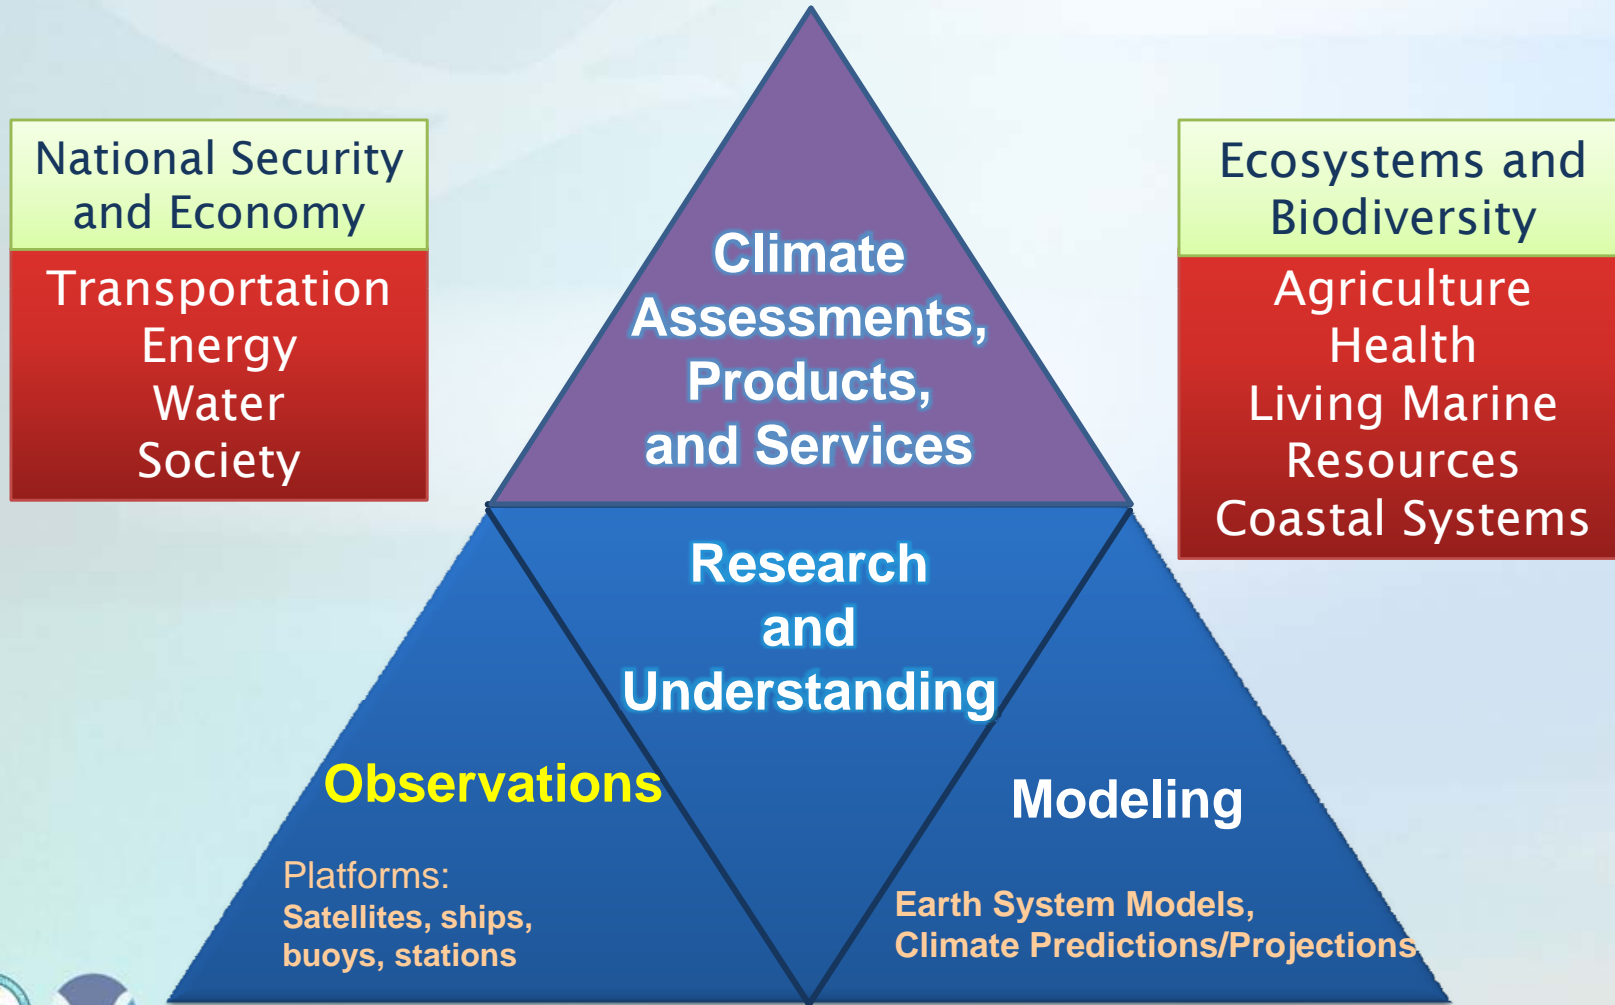 National Security
and Economy
Transportation
Energy
Water
Society
Climate
Assessments,
Products,
and Services
Ecosystems and
Biodiversity
Agriculture
Health
Living Marine
Resources
Coastal Systems
Research
and
Understanding
Observations
Platforms:
Satellites, ships,
buoys, stations
Modeling
Earth System Models,
Climate Predictions/Projections